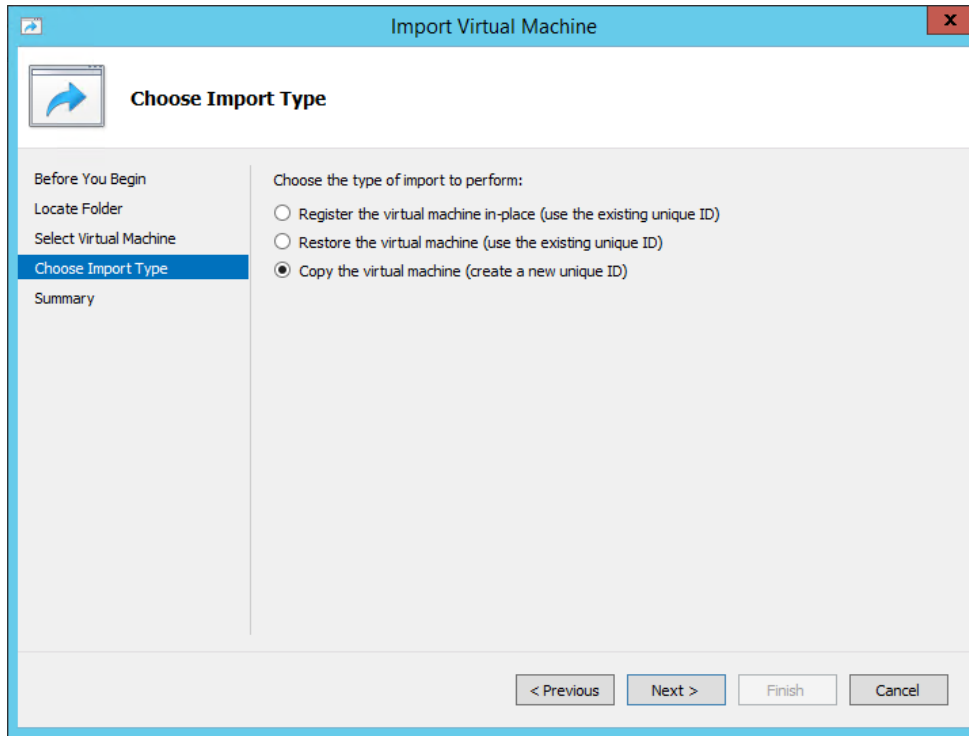 Import Virtual Machine
x
Choose Import Type
Before You Begin
Locate Folder
Select Virtual Machine
Choose Import Type
Summary
Choose the type of import to perform:
Register the virtual machine in-place (use the existing unique ID)
Restore the virtual machine (use the existing unique ID)
Copy the virtual machine (create a new unique ID)
< Previous
Next >
Finish
Cancel